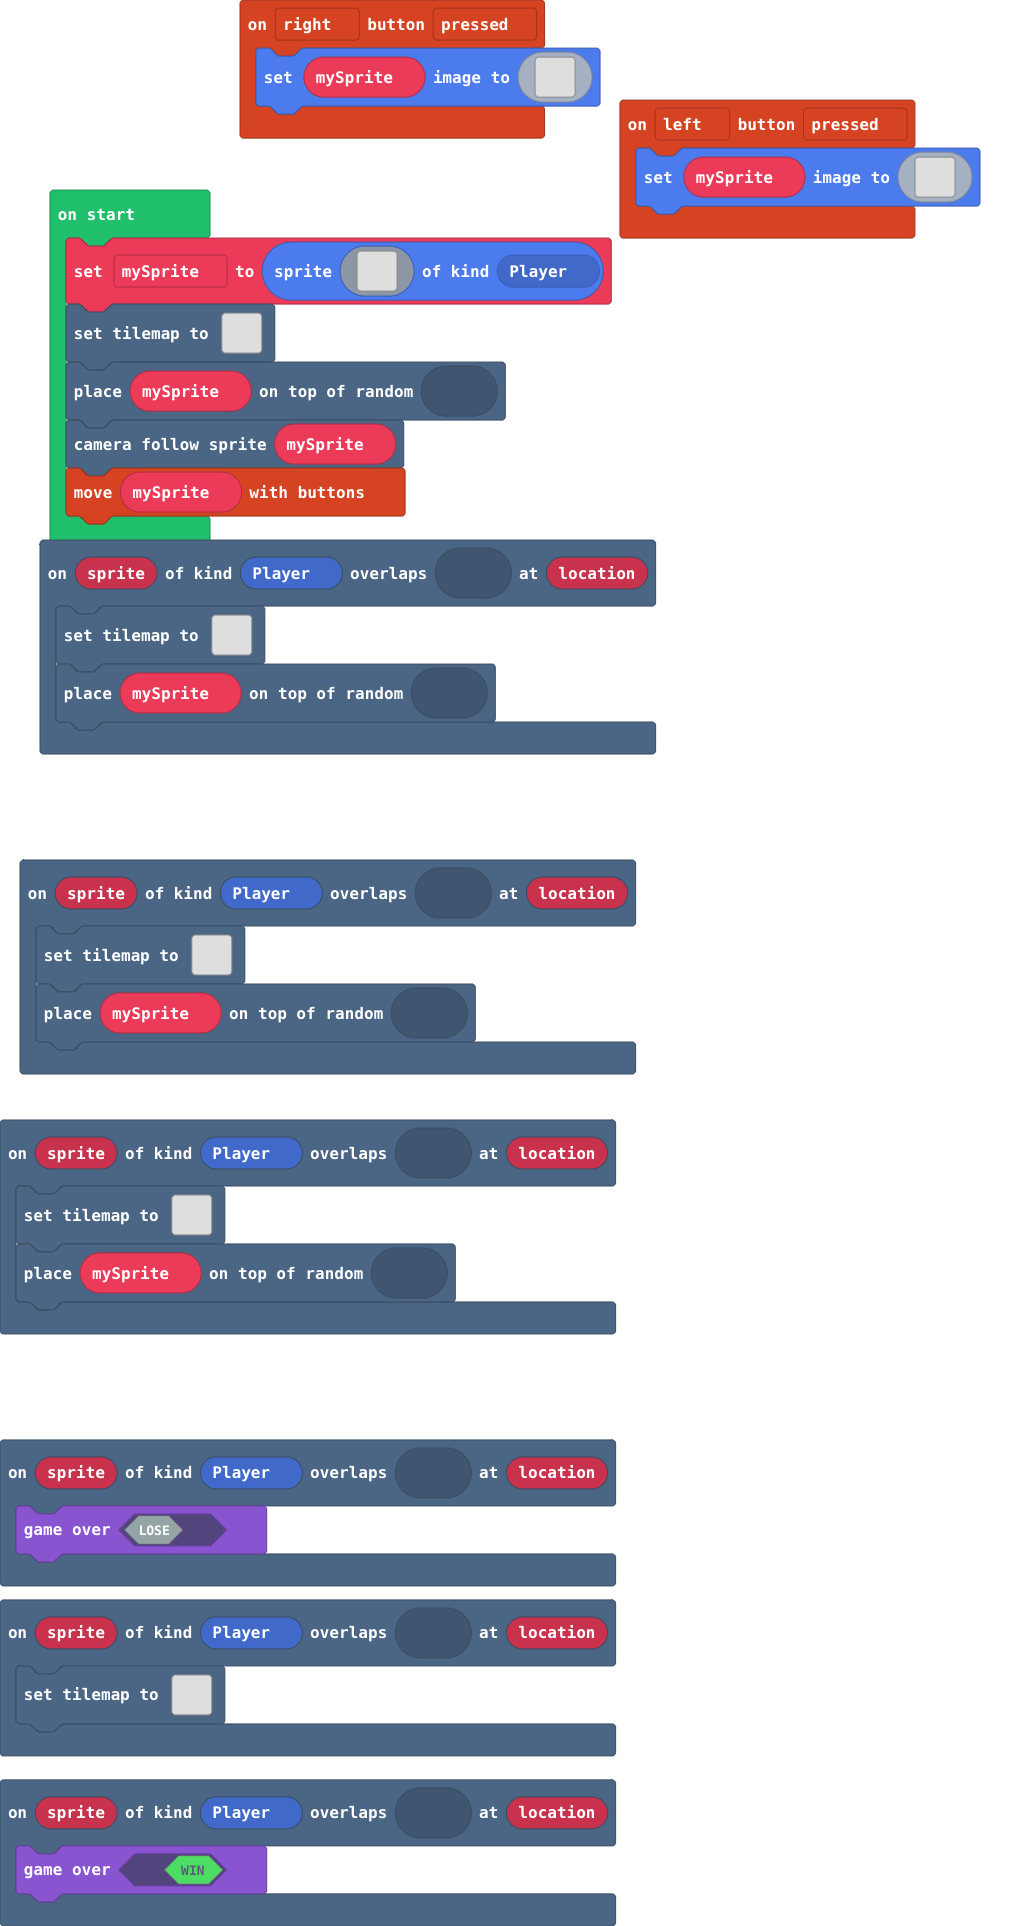 on right button pressed
set mySprite image to
on left button pressed
set mySprite image to
on start
set mySprite to sprite of kind Player
set tilemap to
place mySprite on top of random
camera follow sprite mySprite
move mySprite with buttons
on sprite of kind Player overlaps at location
set tilemap to
place mySprite on top of random
on sprite of kind Player overlaps at location
set tilemap to
place mySprite on top of random
on sprite of kind Player overlaps at location
set tilemap to
place mySprite on top of random
on sprite of kind Player overlaps at location
game over LOSE
on sprite of kind Player overlaps at location
set tilemap to
on sprite of kind Player overlaps at location
game over WIN